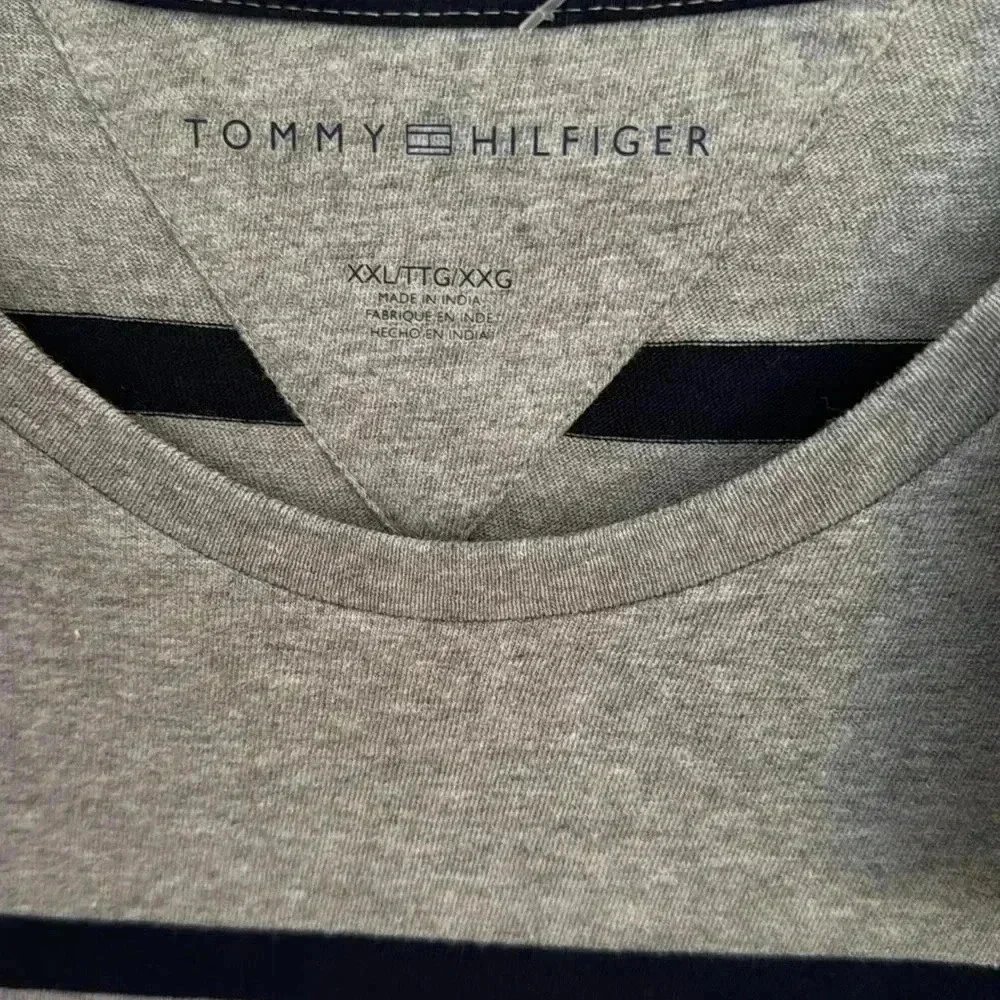 TOMMY HILFIGER
XXL/TTG/XXG
MADE IN INDIA
FABRIQUE EN INDE
HECHO EN INDIA